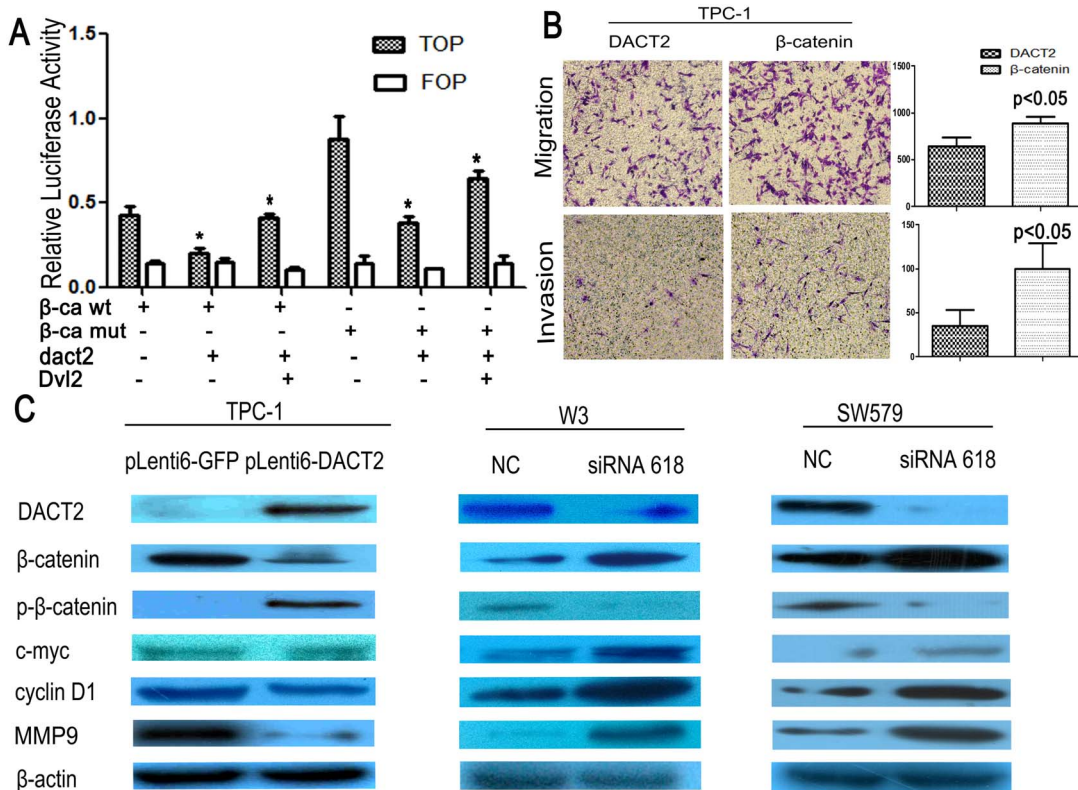 A
Relative Luciferase Activity
1.5
1.0
0.5
0.0
TOP
FOP
*
*
*
*
β-ca wt + + + - - -
β-ca mut - - - + + +
dact2 - + + - + +
Dvl2 - - + - - +
B
TPC-1
DACT2 β-catenin
Migration
Invasion
DACT2
β-catenin
1500
1000
500
0
p<0.05
150
100
50
0
p<0.05
C
TPC-1 W3 SW579
pLenti6-GFP pLenti6-DACT2 NC siRNA 618 NC siRNA 618
DACT2
β-catenin
p-β-catenin
c-myc
cyclin D1
MMP9
β-actin